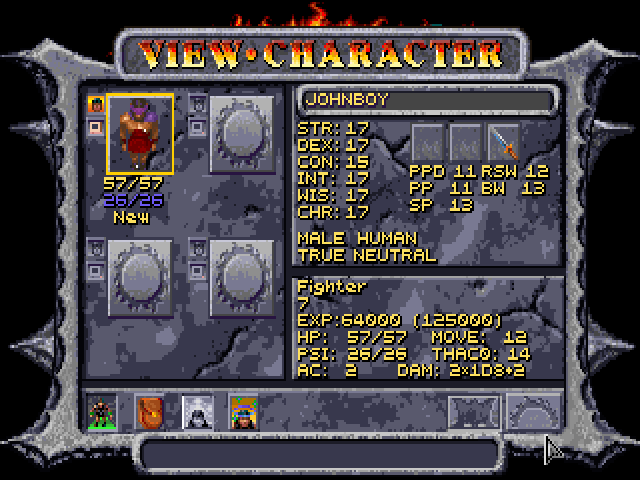 VIEW•CHARACTER
JOHNBOY
STR: 17
DEX: 17
CON: 15
INT: 17
WIS: 17
CHR: 17
PPD 11 RSW 12
PP 11 BW 13
SP 13
57/57
26/26
New
MALE HUMAN
TRUE NEUTRAL
Fighter
7
EXP:64000 (125000)
HP: 57/57 MOVE: 12
PSI: 26/26 THAC0: 14
AC: 2 DAM: 2x1D8+2